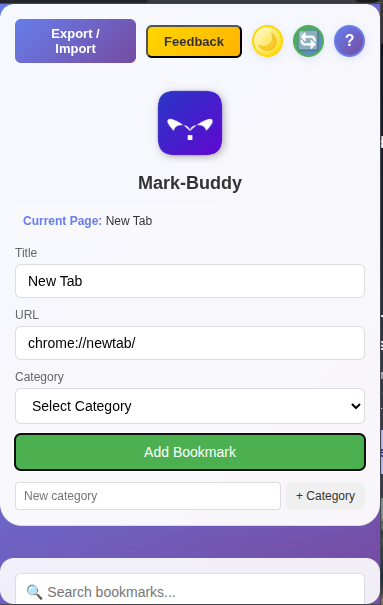 Export /
Import
Feedback
?
Mark-Buddy
Current Page: New Tab
Title
New Tab
URL
chrome://newtab/
Category
Select Category
Add Bookmark
New category
+ Category
🔍 Search bookmarks...